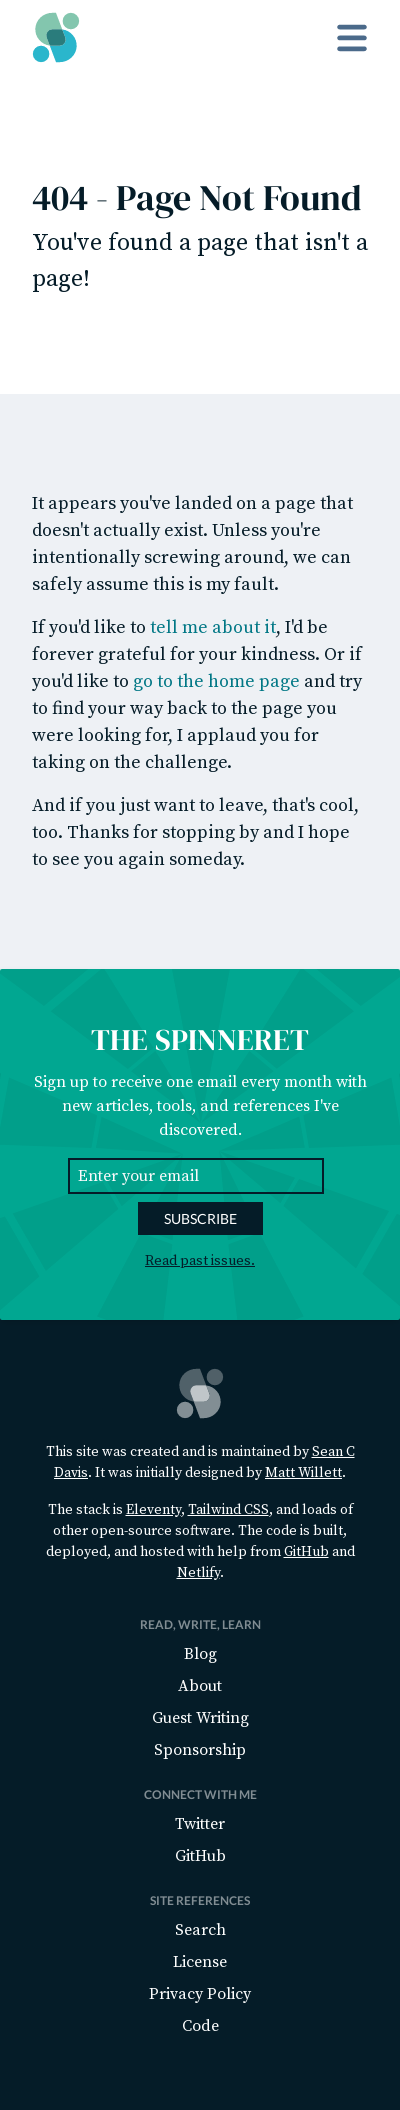 404 - Page Not Found
You've found a page that isn't a
page!
It appears you've landed on a page that
doesn't actually exist. Unless you're
intentionally screwing around, we can
safely assume this is my fault.
If you'd like to tell me about it, I'd be
forever grateful for your kindness. Or if
you'd like to go to the home page and try
to find your way back to the page you
were looking for, I applaud you for
taking on the challenge.
And if you just want to leave, that's cool,
too. Thanks for stopping by and I hope
to see you again someday.
THE SPINNERET
Sign up to receive one email every month with
new articles, tools, and references I've
discovered.
Enter your email
SUBSCRIBE
Read past issues.
This site was created and is maintained by Sean C
Davis. It was initially designed by Matt Willett.
The stack is Eleventy, Tailwind CSS, and loads of
other open-source software. The code is built,
deployed, and hosted with help from GitHub and
Netlify.
READ, WRITE, LEARN
Blog
About
Guest Writing
Sponsorship
CONNECT WITH ME
Twitter
GitHub
SITE REFERENCES
Search
License
Privacy Policy
Code